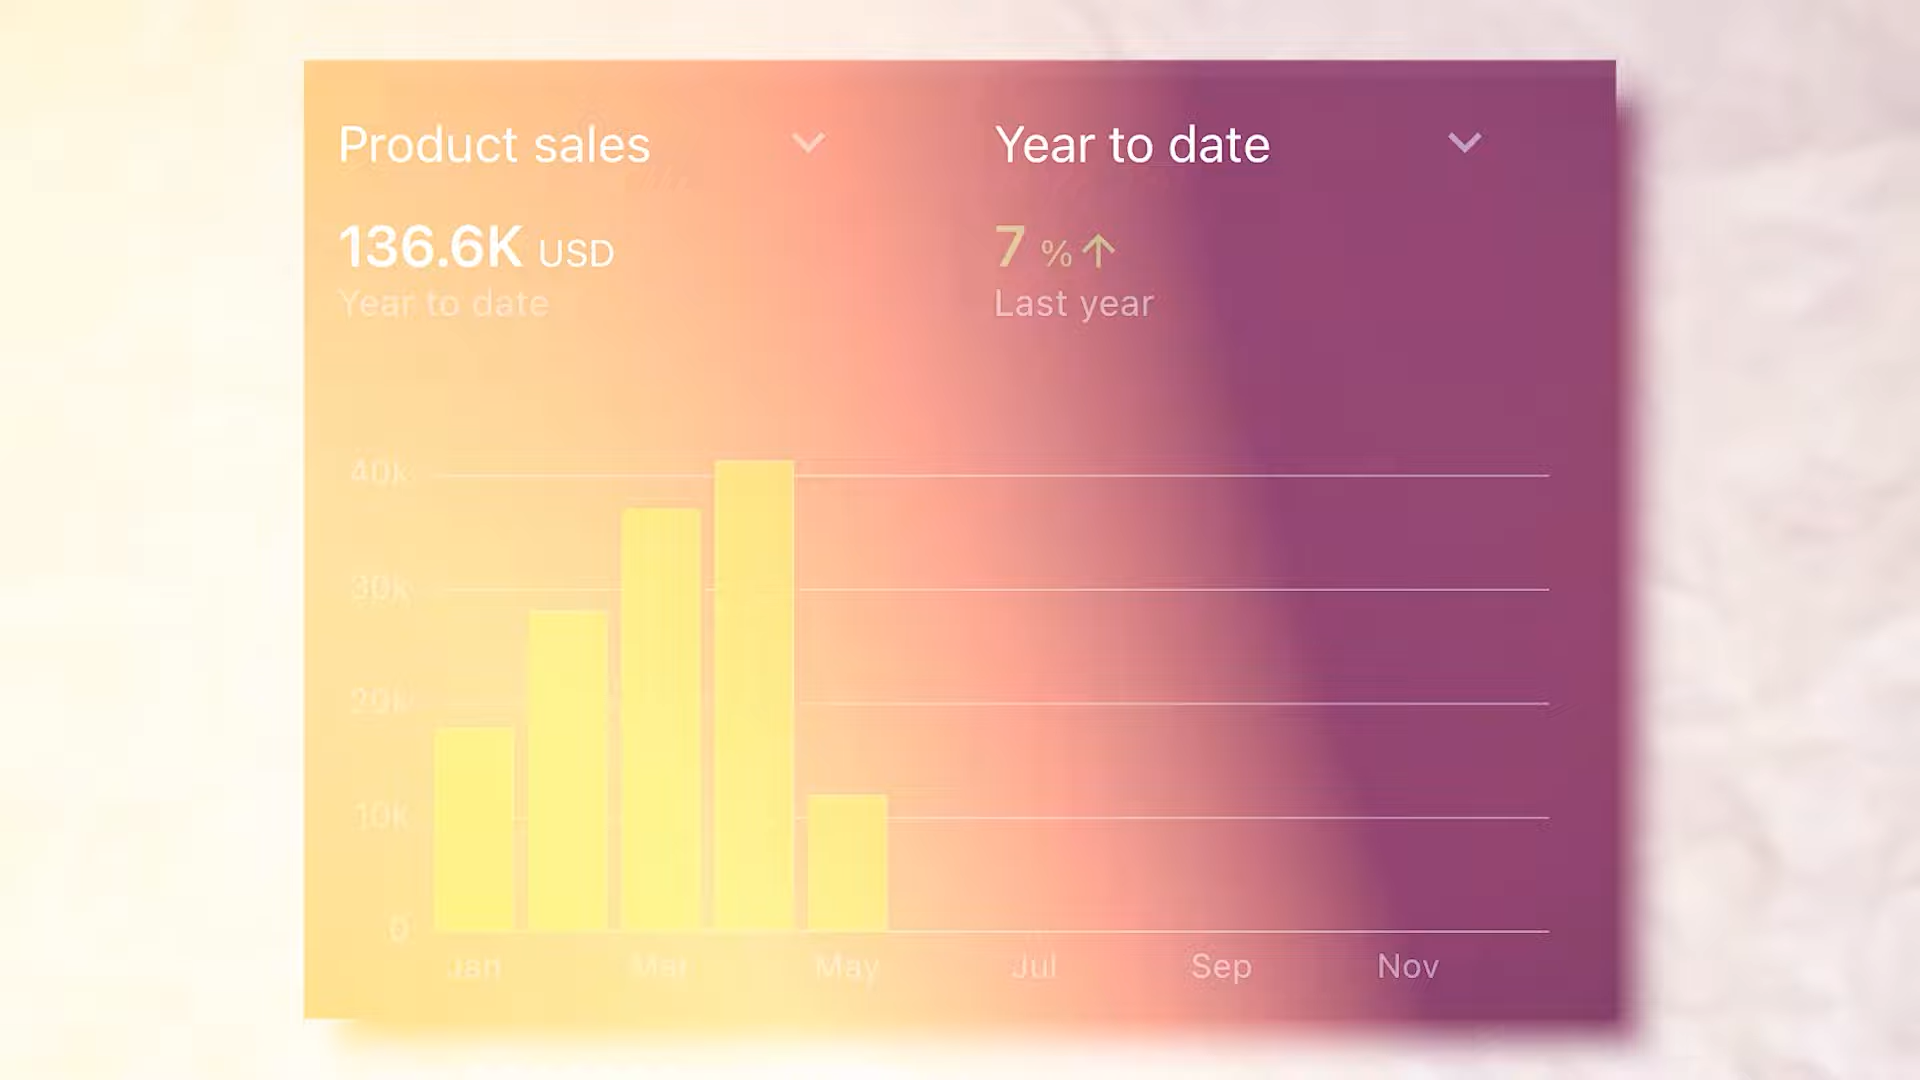 Product sales
Year to date
136.6K USD
7 %
Year to date
Last year
40k
30k
20k
10k
0
Jan
Mar
May
Jul
Sep
Nov